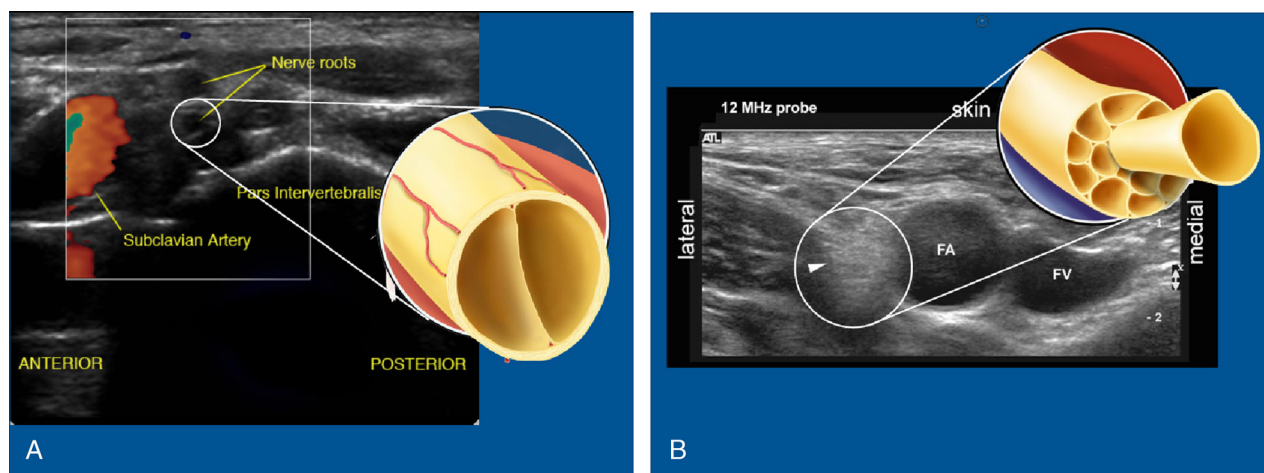 Nerve roots
Pars Intervertebralis
Subclavian Artery
ANTERIOR
POSTERIOR
A
12 MHz probe
skin
ATL
lateral
medial
FA
FV
- 1
x
- 2
B